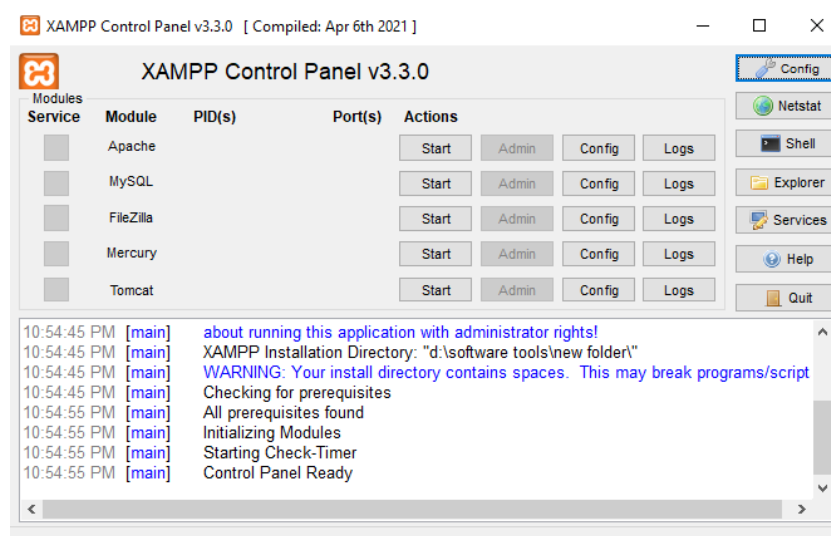 XAMPP Control Panel v3.3.0 [ Compiled: Apr 6th 2021 ]
XAMPP Control Panel v3.3.0
Config
Modules
Service Module PID(s) Port(s) Actions
Netstat
Apache Start Admin Config Logs
Shell
MySQL Start Admin Config Logs
Explorer
FileZilla Start Admin Config Logs
Services
Mercury Start Admin Config Logs
Help
Tomcat Start Admin Config Logs
Quit
10:54:45 PM [main] about running this application with administrator rights!
10:54:45 PM [main] XAMPP Installation Directory: "d:\software tools\new folder\"
10:54:45 PM [main] WARNING: Your install directory contains spaces. This may break programs/script
10:54:45 PM [main] Checking for prerequisites
10:54:55 PM [main] All prerequisites found
10:54:55 PM [main] Initializing Modules
10:54:55 PM [main] Starting Check-Timer
10:54:55 PM [main] Control Panel Ready